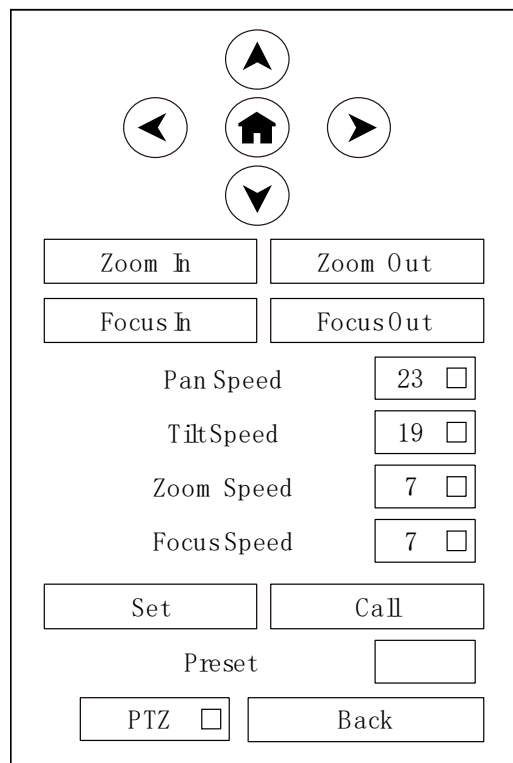 Zoom In Zoom Out
Focus In Focus Out
Pan Speed 23
Tilt Speed 19
Zoom Speed 7
Focus Speed 7
Set Call
Preset
PTZ Back